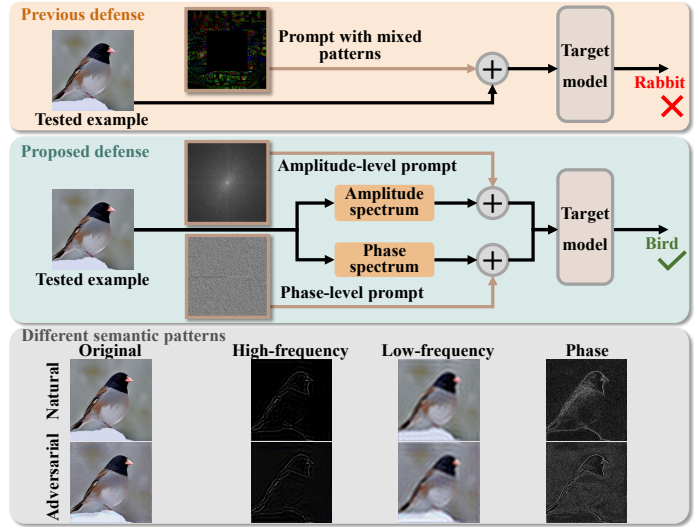 Previous defense
Prompt with mixed
patterns
Target
model
Rabbit
Tested example
Proposed defense
Amplitude-level prompt
Amplitude
spectrum
Target
model
Phase
spectrum
Bird
Tested example
Phase-level prompt
Different semantic patterns
Original
High-frequency
Low-frequency
Phase
Natural
Adversarial